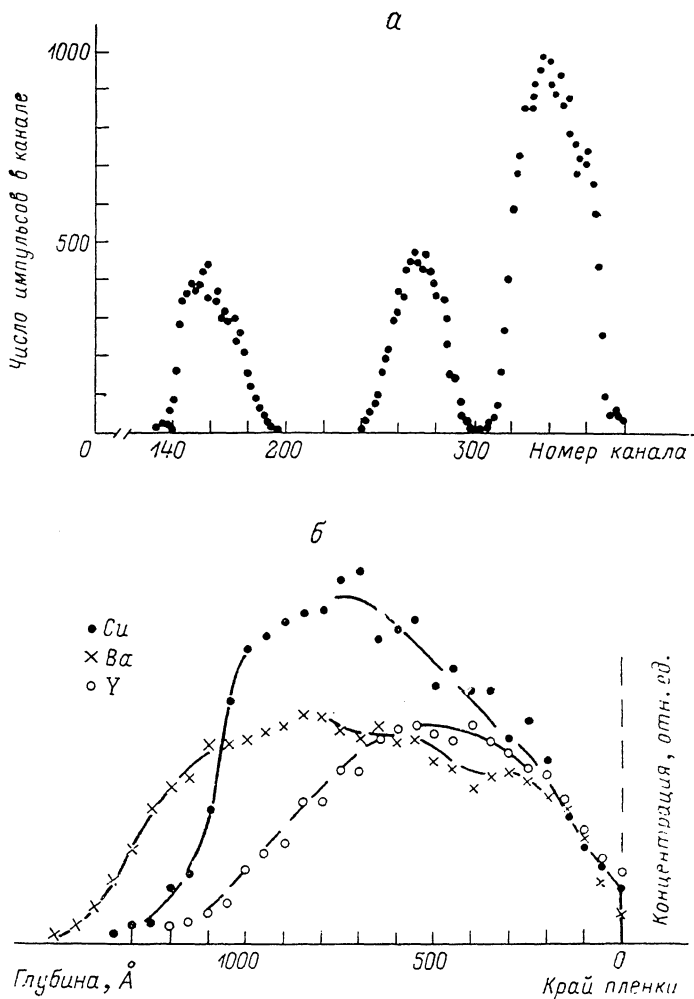 а
1000
500
0
140
200
300
Номер канала
Число импульсов в канале
б
Cu
Ba
Y
Концентрация, отн. ед.
1000
500
0
Глубина, Å
Край пленки